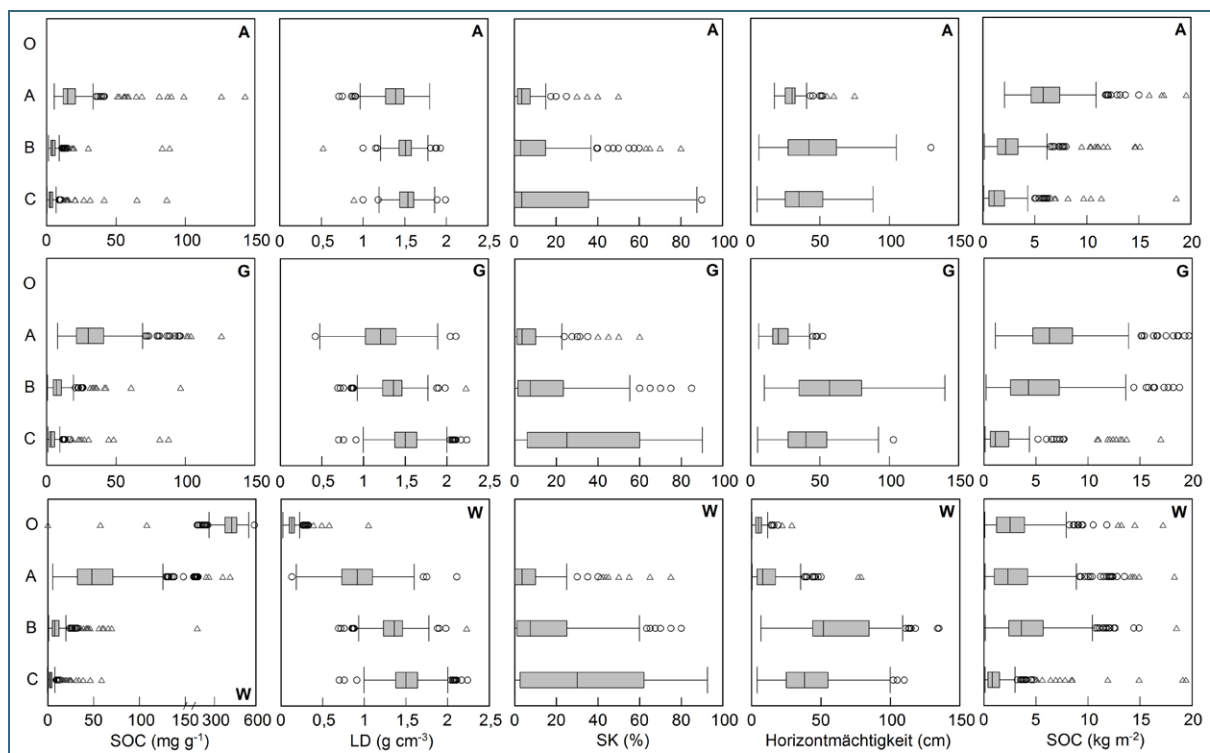 A A A A A
O
A
B
C
0 50 100 150 0 0,5 1 1,5 2 2,5 0 20 40 60 80 100 0 50 100 150 0 5 10 15 20
G G G G G
O
A
B
C
0 50 100 150 0 0,5 1 1,5 2 2,5 0 20 40 60 80 100 0 50 100 150 0 5 10 15 20
W W W W
O
A
B
C
W
0 50 100 150 300 600 0 0,5 1 1,5 2 2,5 0 20 40 60 80 100 0 50 100 150 0 5 10 15 20
SOC (mg g⁻¹) LD (g cm⁻³) SK (%) Horizontmächtigkeit (cm) SOC (kg m⁻²)